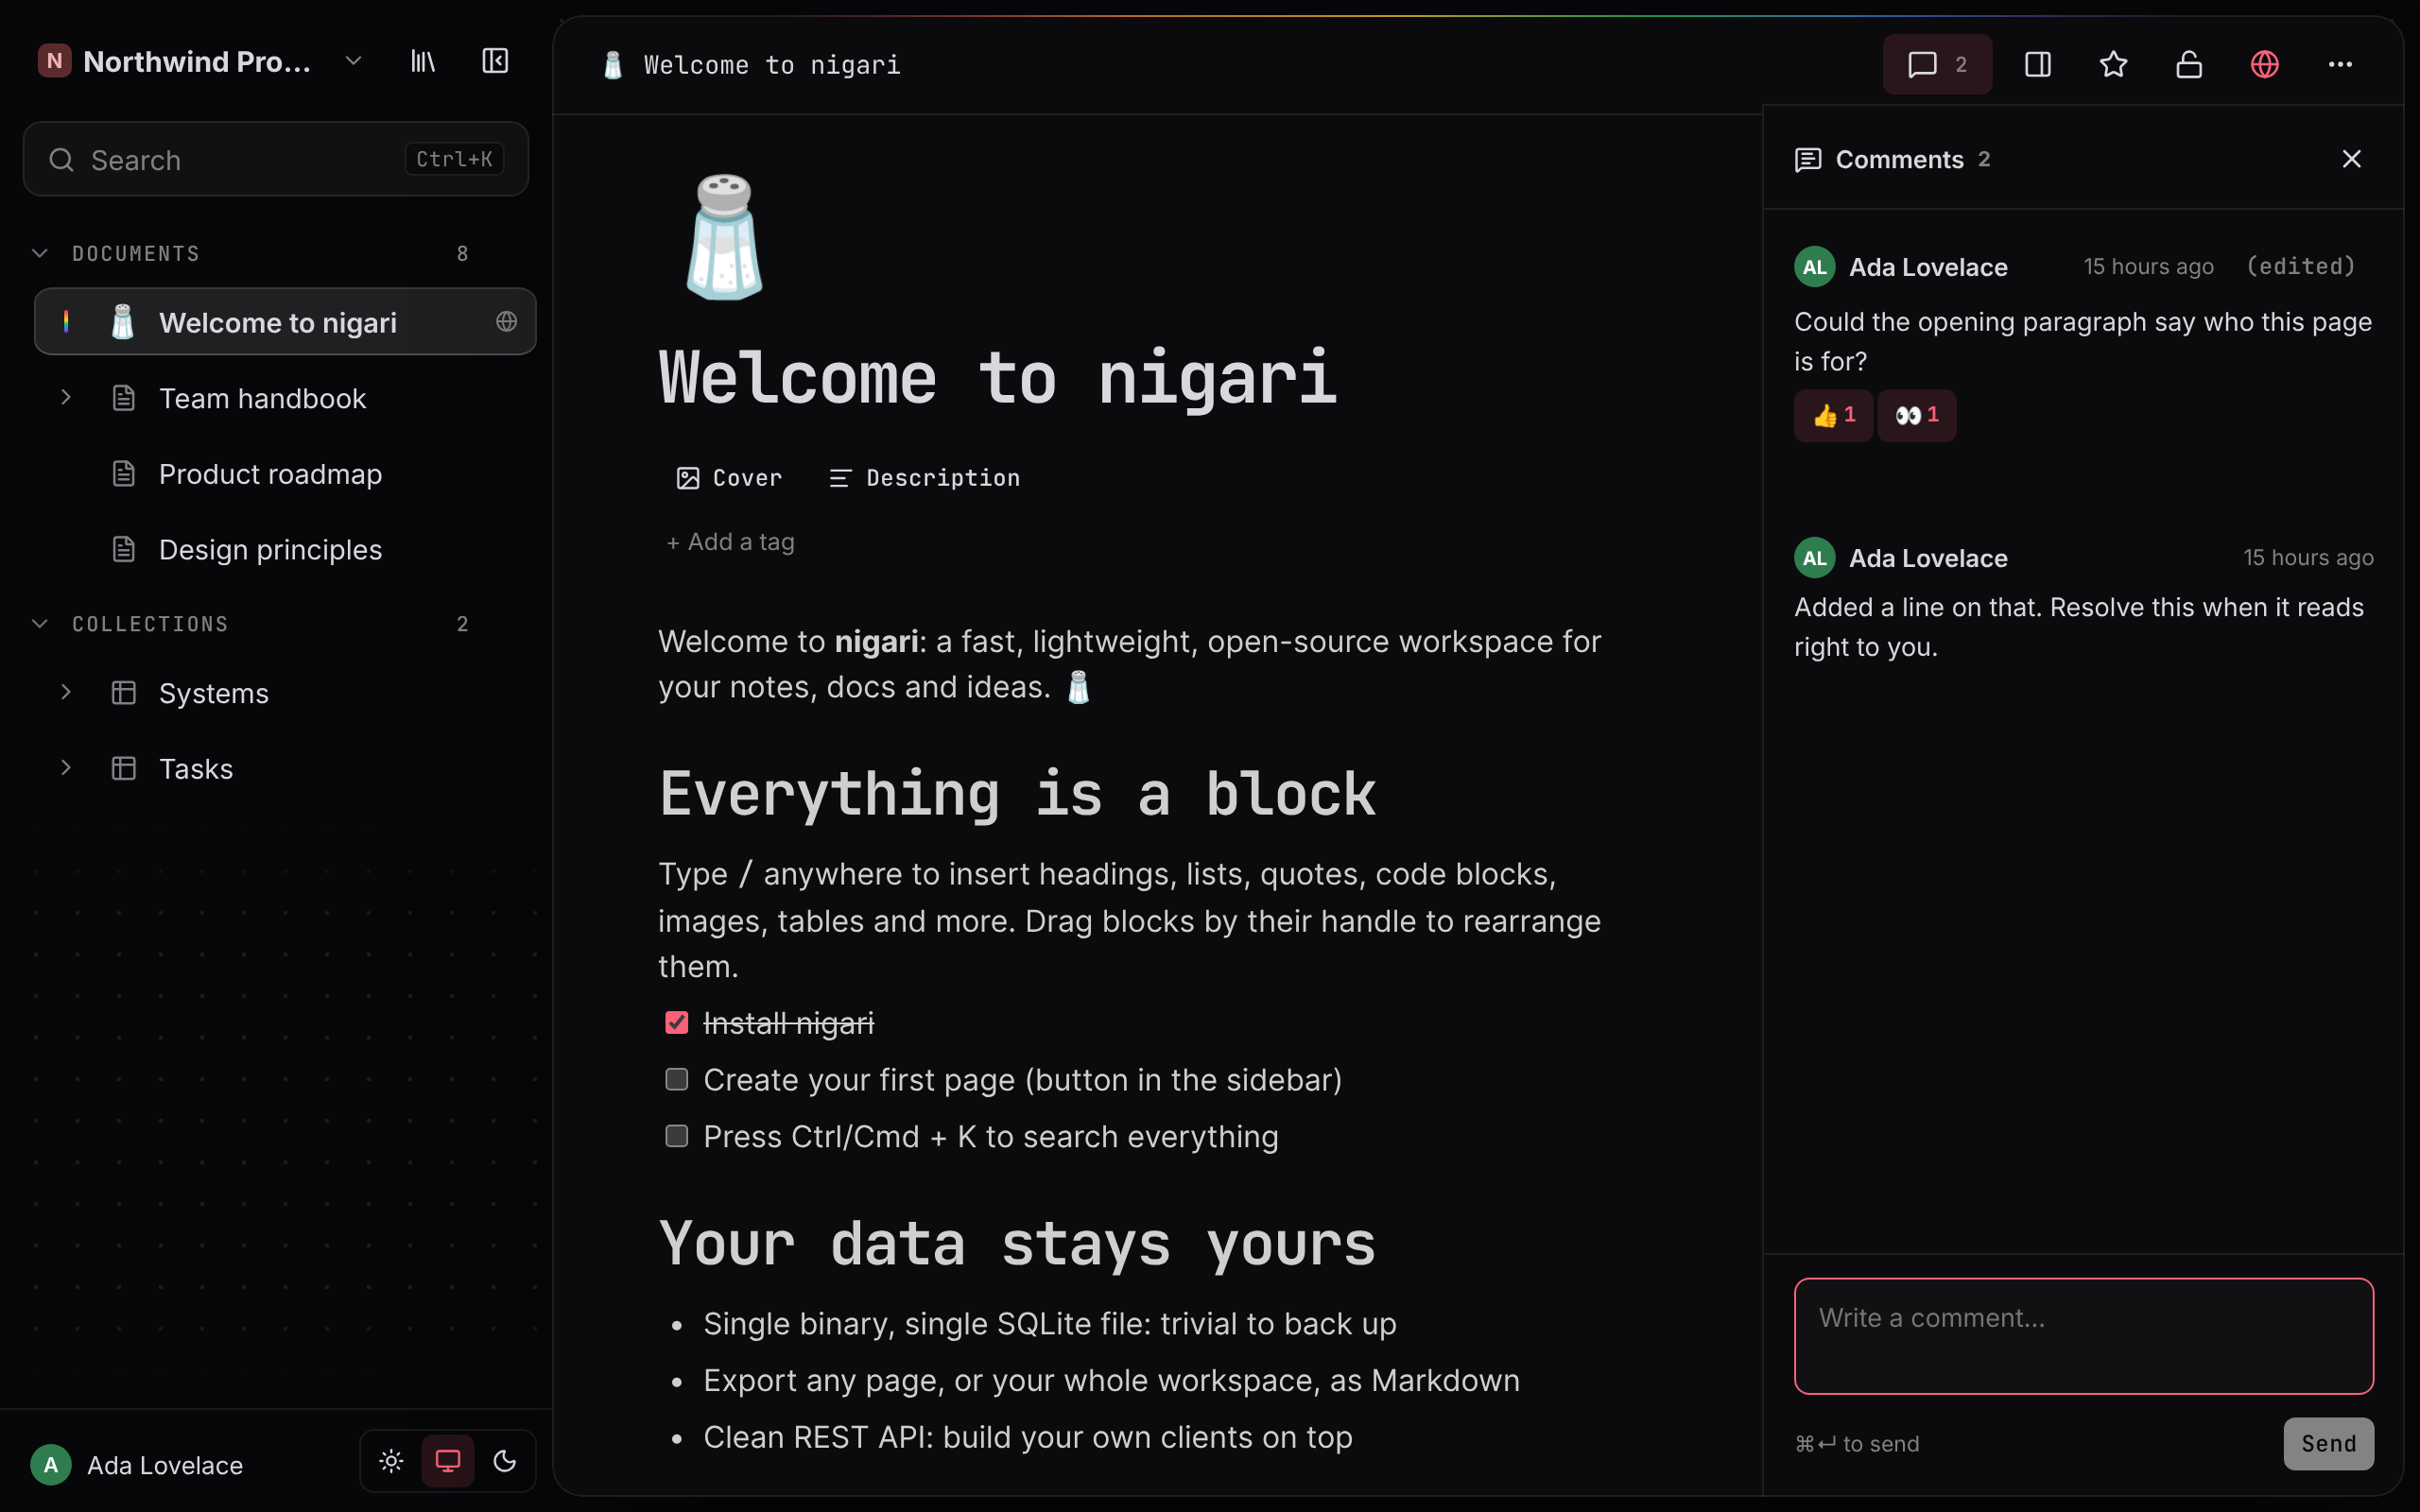 N Northwind Pro...
Search Ctrl+K
DOCUMENTS 8
Welcome to nigari
Team handbook
Product roadmap
Design principles
COLLECTIONS 2
Systems
Tasks
A Ada Lovelace
Welcome to nigari
2
Welcome to nigari
Cover Description
+ Add a tag
Welcome to nigari: a fast, lightweight, open-source workspace for
your notes, docs and ideas.
Everything is a block
Type / anywhere to insert headings, lists, quotes, code blocks,
images, tables and more. Drag blocks by their handle to rearrange
them.
Install nigari
Create your first page (button in the sidebar)
Press Ctrl/Cmd + K to search everything
Your data stays yours
• Single binary, single SQLite file: trivial to back up
• Export any page, or your whole workspace, as Markdown
• Clean REST API: build your own clients on top
Comments 2
AL Ada Lovelace 15 hours ago (edited)
Could the opening paragraph say who this page
is for?
👍 1 👀 1
AL Ada Lovelace 15 hours ago
Added a line on that. Resolve this when it reads
right to you.
Write a comment...
⌘↵ to send
Send